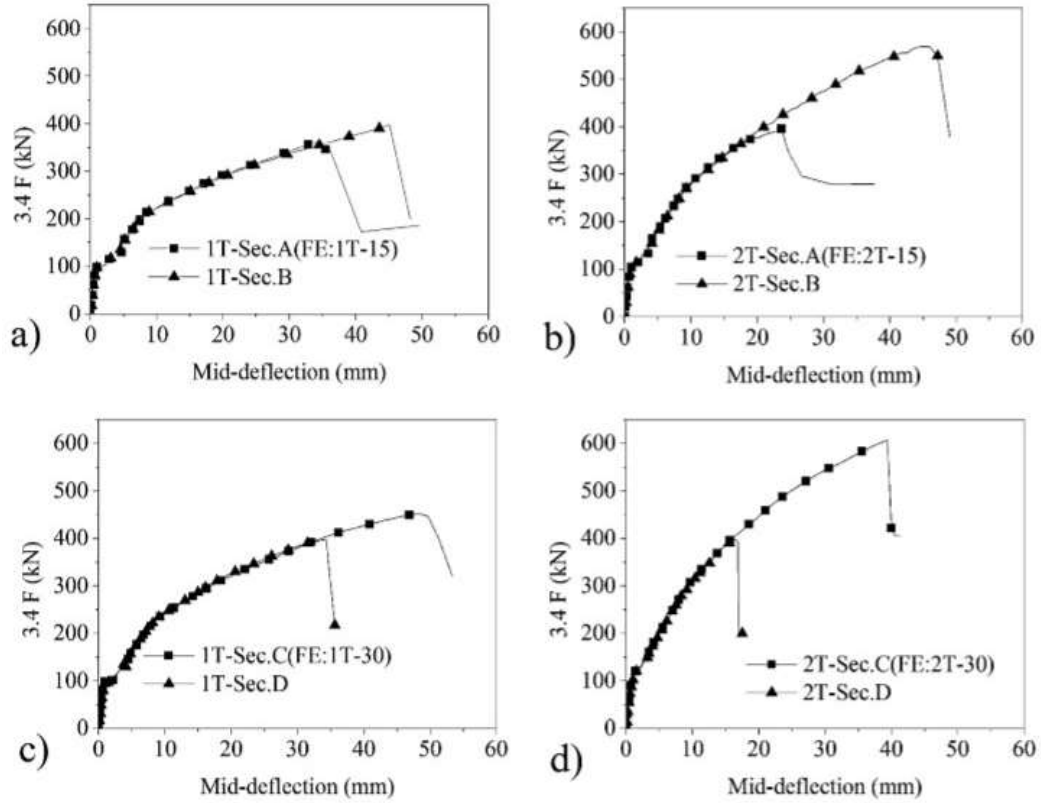 600
500
400
300
200
100
0
3.4 F (kN)
1T-Sec.A(FE:1T-15)
1T-Sec.B
0 10 20 30 40 50 60
Mid-deflection (mm)
a)
600
500
400
300
200
100
0
3.4 F (kN)
2T-Sec.A(FE:2T-15)
2T-Sec.B
0 10 20 30 40 50 60
Mid-deflection (mm)
b)
600
500
400
300
200
100
0
3.4 F (kN)
1T-Sec.C(FE:1T-30)
1T-Sec.D
0 10 20 30 40 50 60
Mid-deflection (mm)
c)
600
500
400
300
200
100
0
3.4 F (kN)
2T-Sec.C(FE:2T-30)
2T-Sec.D
0 10 20 30 40 50 60
Mid-deflection (mm)
d)